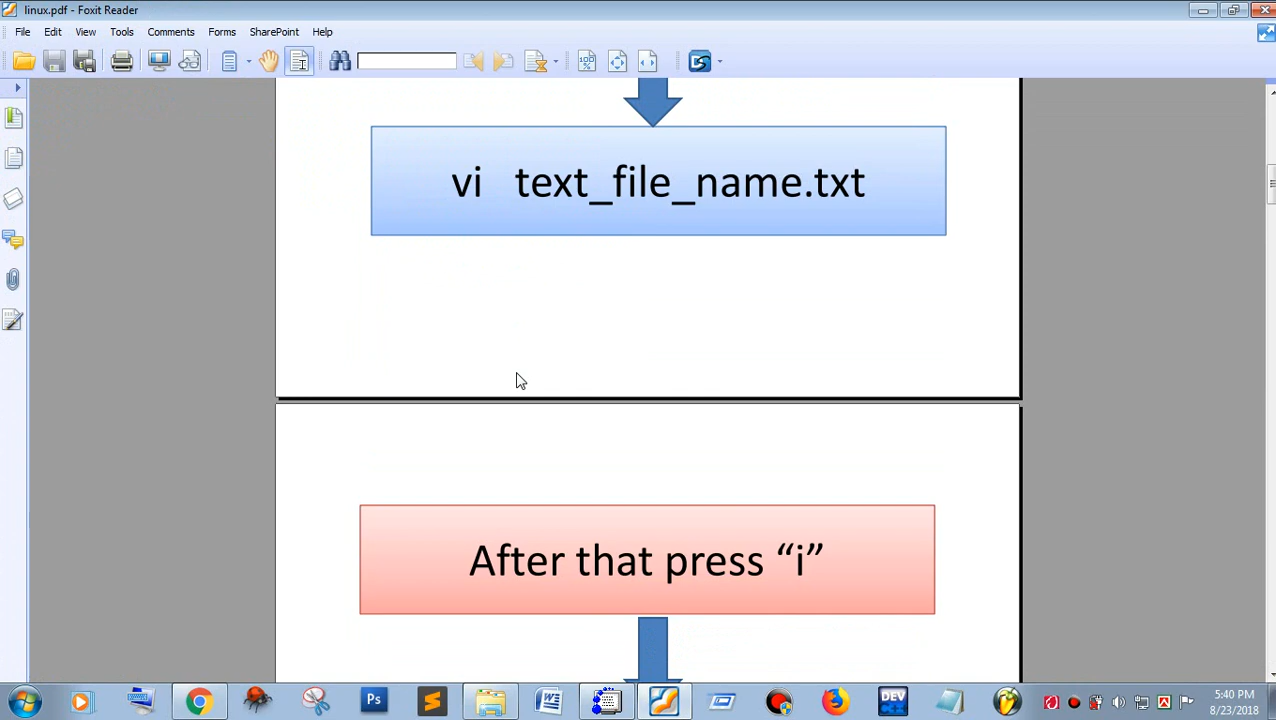 linux.pdf - Foxit Reader
File Edit View Tools Comments Forms SharePoint Help
vi text_file_name.txt
After that press “i”
5:40 PM
8/23/2018